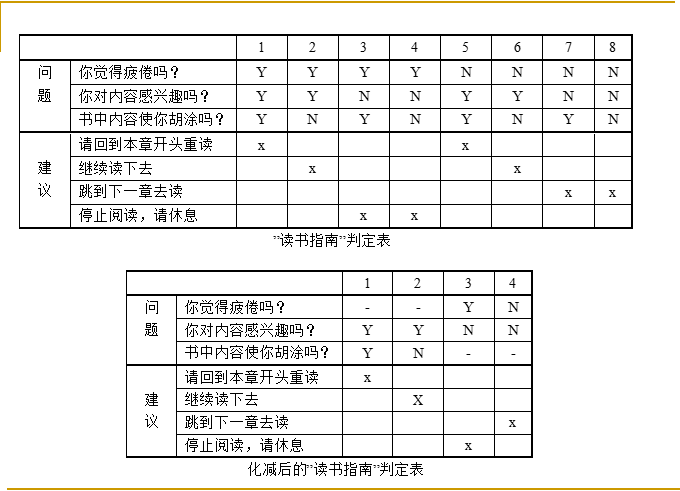 1 2 3 4 5 6 7 8
问题 你觉得疲倦吗？ Y Y Y Y N N N N
你对内容感兴趣吗？ Y Y N N Y Y N N
书中内容使你胡涂吗？ Y N Y N Y N Y N
建议 请回到本章开头重读 x x
继续读下去 x x
跳到下一章去读 x x
停止阅读，请休息 x x
”读书指南”判定表
1 2 3 4
问题 你觉得疲倦吗？ - - Y N
你对内容感兴趣吗？ Y Y N N
书中内容使你胡涂吗？ Y N - -
建议 请回到本章开头重读 x
继续读下去 X
跳到下一章去读 x
停止阅读，请休息 x
化减后的”读书指南”判定表